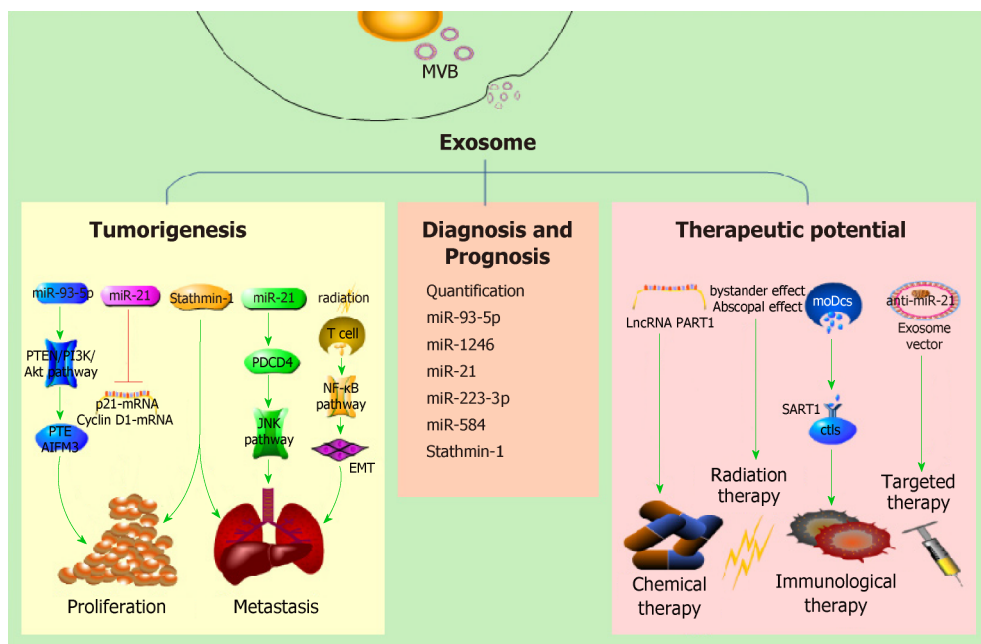 MVB
Exosome
Tumorigenesis
miR-93-5p
miR-21
Stathmin-1
miR-21
radiation
T cell
PTEN/PI3K/
Akt pathway
PDCD4
NF-κB
pathway
p21-mRNA
Cyclin D1-mRNA
PTE
AIFM3
JNK
pathway
EMT
Proliferation
Metastasis
Diagnosis and
Prognosis
Quantification
miR-93-5p
miR-1246
miR-21
miR-223-3p
miR-584
Stathmin-1
Therapeutic potential
LncRNA PART1
bystander effect
Abscopal effect
moDcs
anti-miR-21
Exosome
vector
SART1
ctls
Radiation
therapy
Targeted
therapy
Chemical
therapy
Immunological
therapy